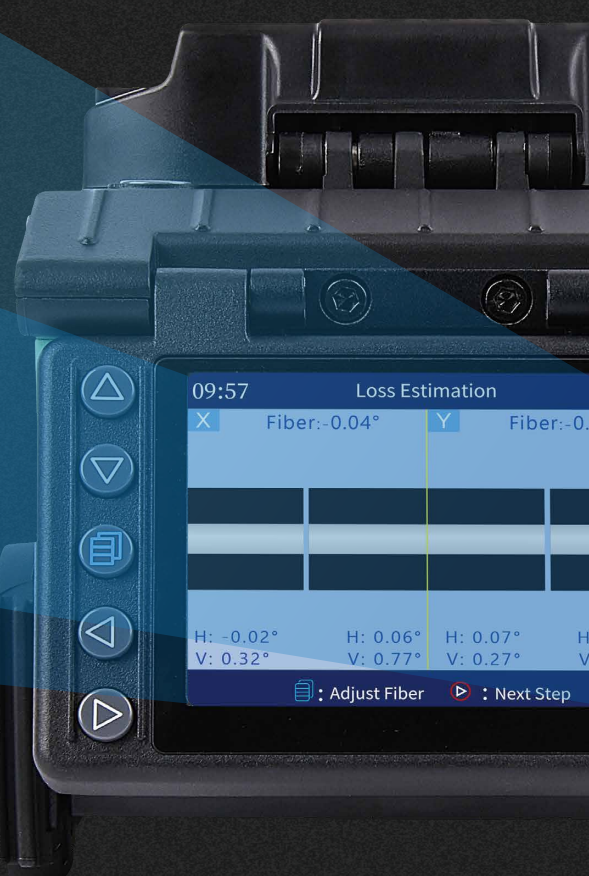 09:57 Loss Estimation
X Fiber:-0.04° Y Fiber:-0.
H: -0.02° H: 0.06° H: 0.07° H
V: 0.32° V: 0.77° V: 0.27° V
: Adjust Fiber : Next Step